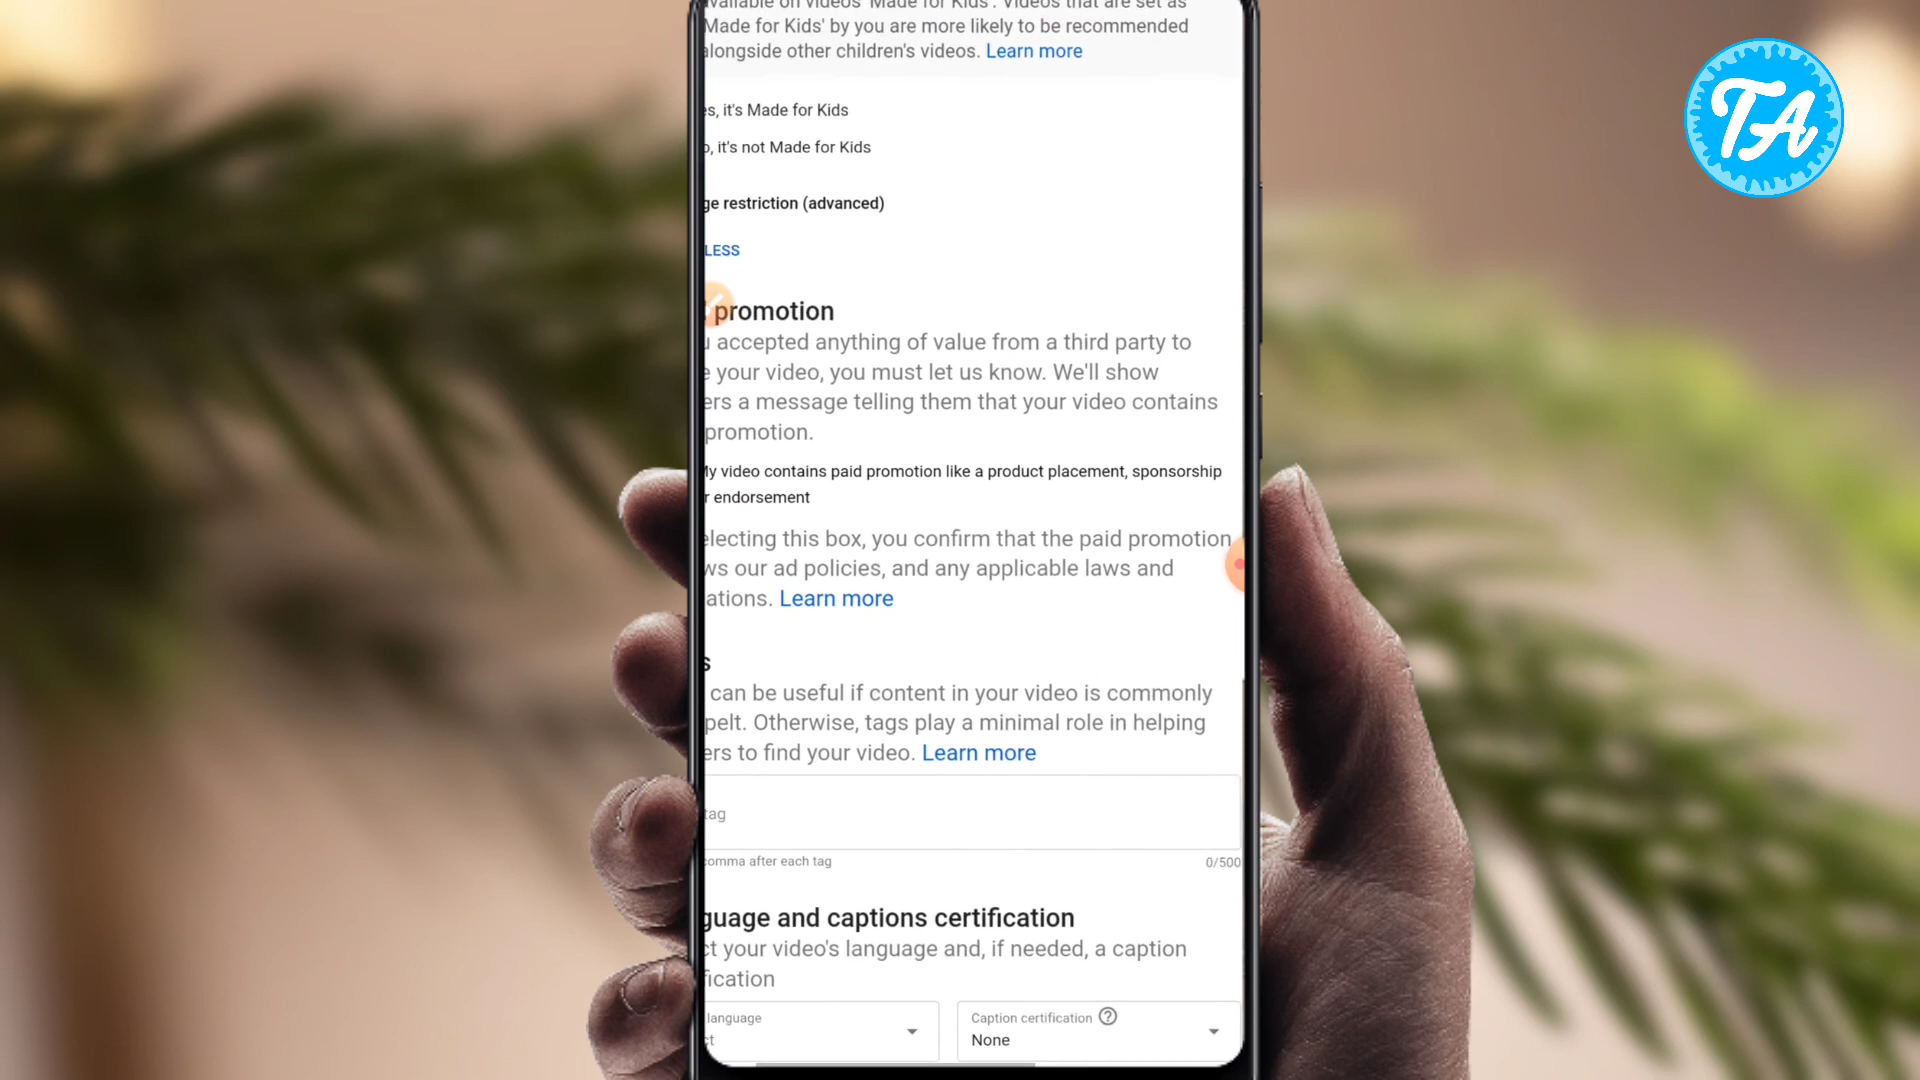 available on videos 'Made for Kids'. Videos that are set as
Made for Kids' by you are more likely to be recommended
alongside other children's videos. Learn more
es, it's Made for Kids
o, it's not Made for Kids
ge restriction (advanced)
LESS
promotion
u accepted anything of value from a third party to
e your video, you must let us know. We'll show
ers a message telling them that your video contains
promotion.
My video contains paid promotion like a product placement, sponsorship
r endorsement
electing this box, you confirm that the paid promotion
ws our ad policies, and any applicable laws and
ations. Learn more
s
can be useful if content in your video is commonly
pelt. Otherwise, tags play a minimal role in helping
ers to find your video. Learn more
tag
comma after each tag
0/500
guage and captions certification
ct your video's language and, if needed, a caption
fication
language
ct
Caption certification
None
TA